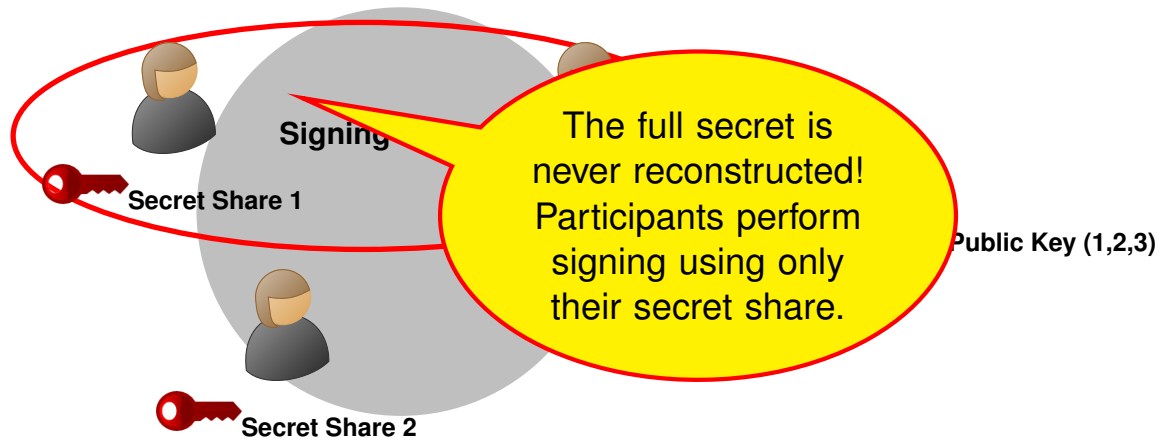 Signing
Secret Share 1
The full secret is
never reconstructed!
Participants perform
signing using only
their secret share.
Public Key (1,2,3)
Secret Share 2